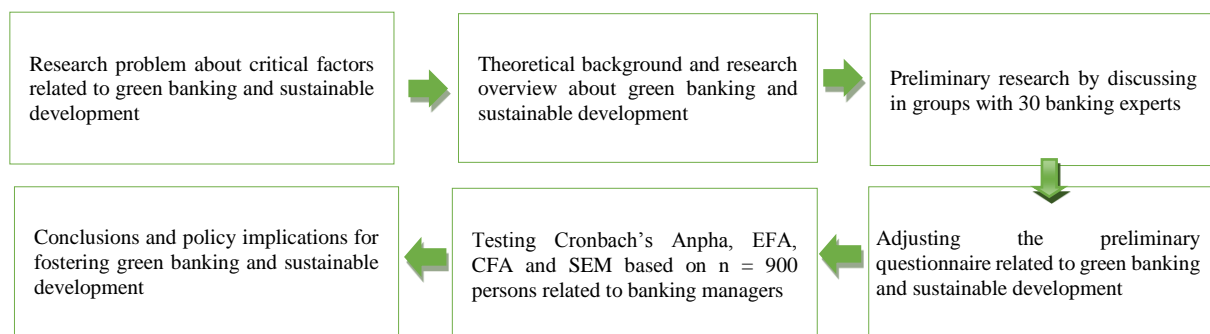 Research problem about critical factors
related to green banking and sustainable
development
Theoretical background and research
overview about green banking and
sustainable development
Preliminary research by discussing
in groups with 30 banking experts
Adjusting the preliminary
questionnaire related to green banking
and sustainable development
Testing Cronbach's Anpha, EFA,
CFA and SEM based on n = 900
persons related to banking managers
Conclusions and policy implications for
fostering green banking and sustainable
development